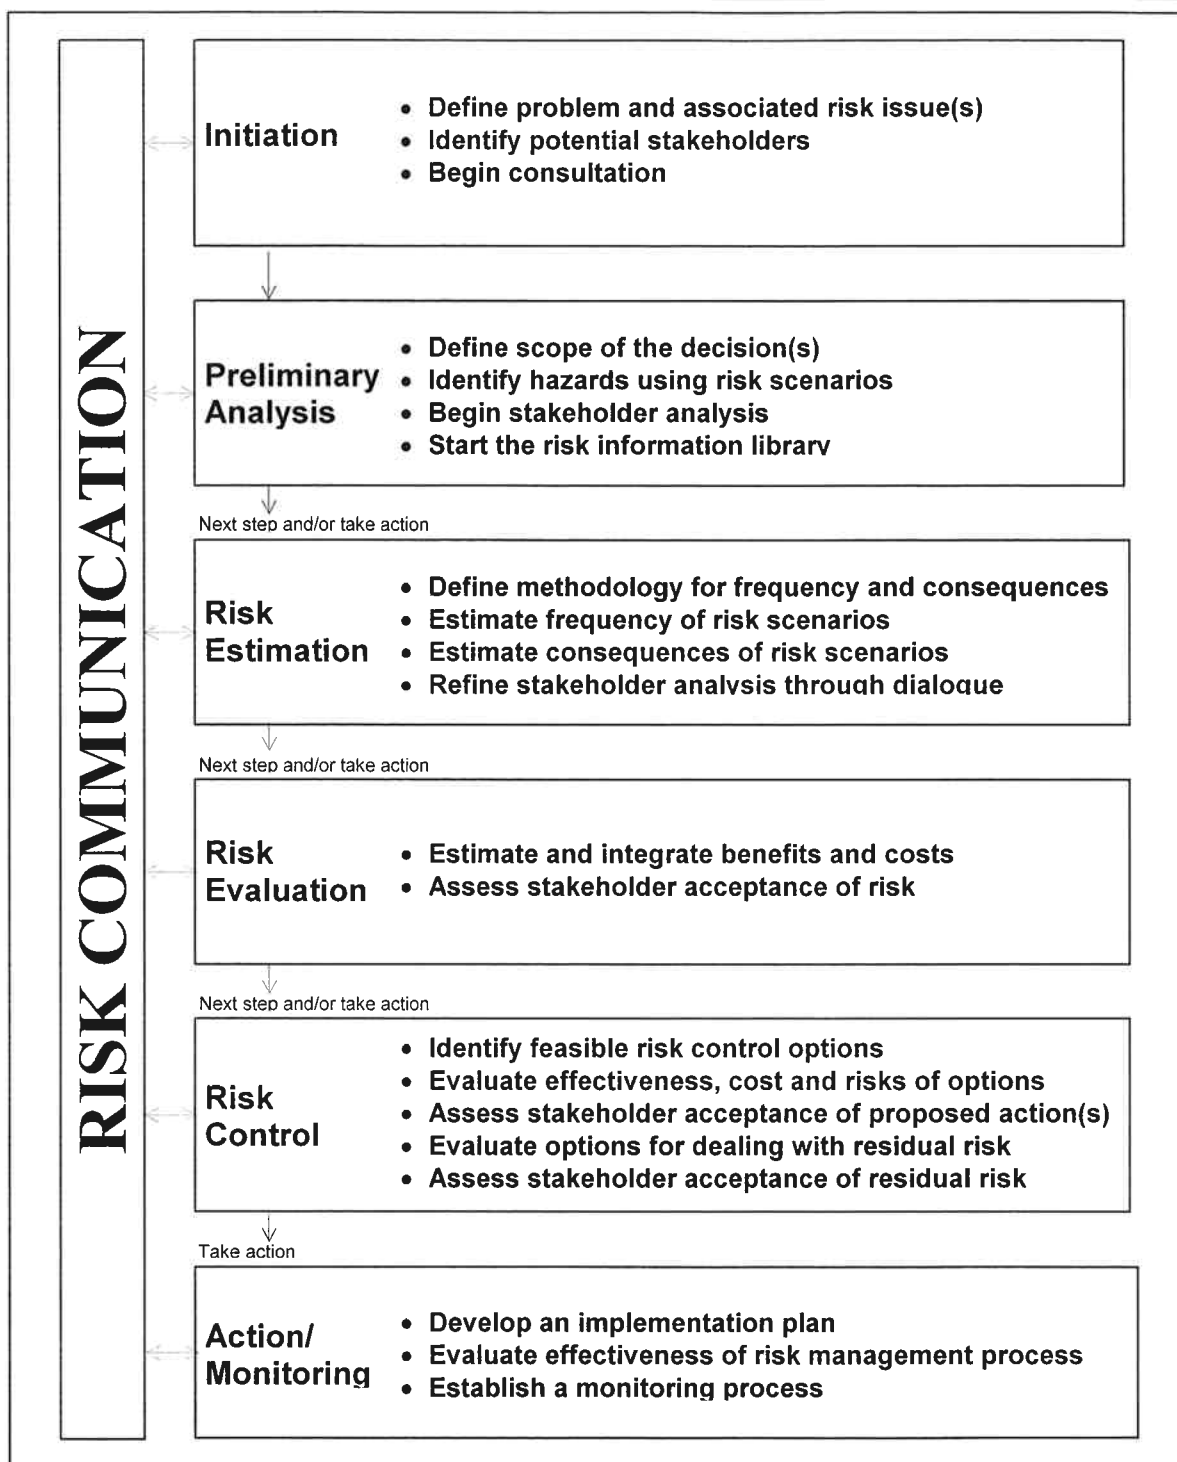 RISK COMMUNICATION
Initiation
• Define problem and associated risk issue(s)
• Identify potential stakeholders
• Begin consultation
Preliminary
Analysis
• Define scope of the decision(s)
• Identify hazards using risk scenarios
• Begin stakeholder analysis
• Start the risk information library
Next step and/or take action
Risk
Estimation
• Define methodology for frequency and consequences
• Estimate frequency of risk scenarios
• Estimate consequences of risk scenarios
• Refine stakeholder analysis through dialogue
Next step and/or take action
Risk
Evaluation
• Estimate and integrate benefits and costs
• Assess stakeholder acceptance of risk
Next step and/or take action
Risk
Control
• Identify feasible risk control options
• Evaluate effectiveness, cost and risks of options
• Assess stakeholder acceptance of proposed action(s)
• Evaluate options for dealing with residual risk
• Assess stakeholder acceptance of residual risk
Take action
Action/
Monitoring
• Develop an implementation plan
• Evaluate effectiveness of risk management process
• Establish a monitoring process